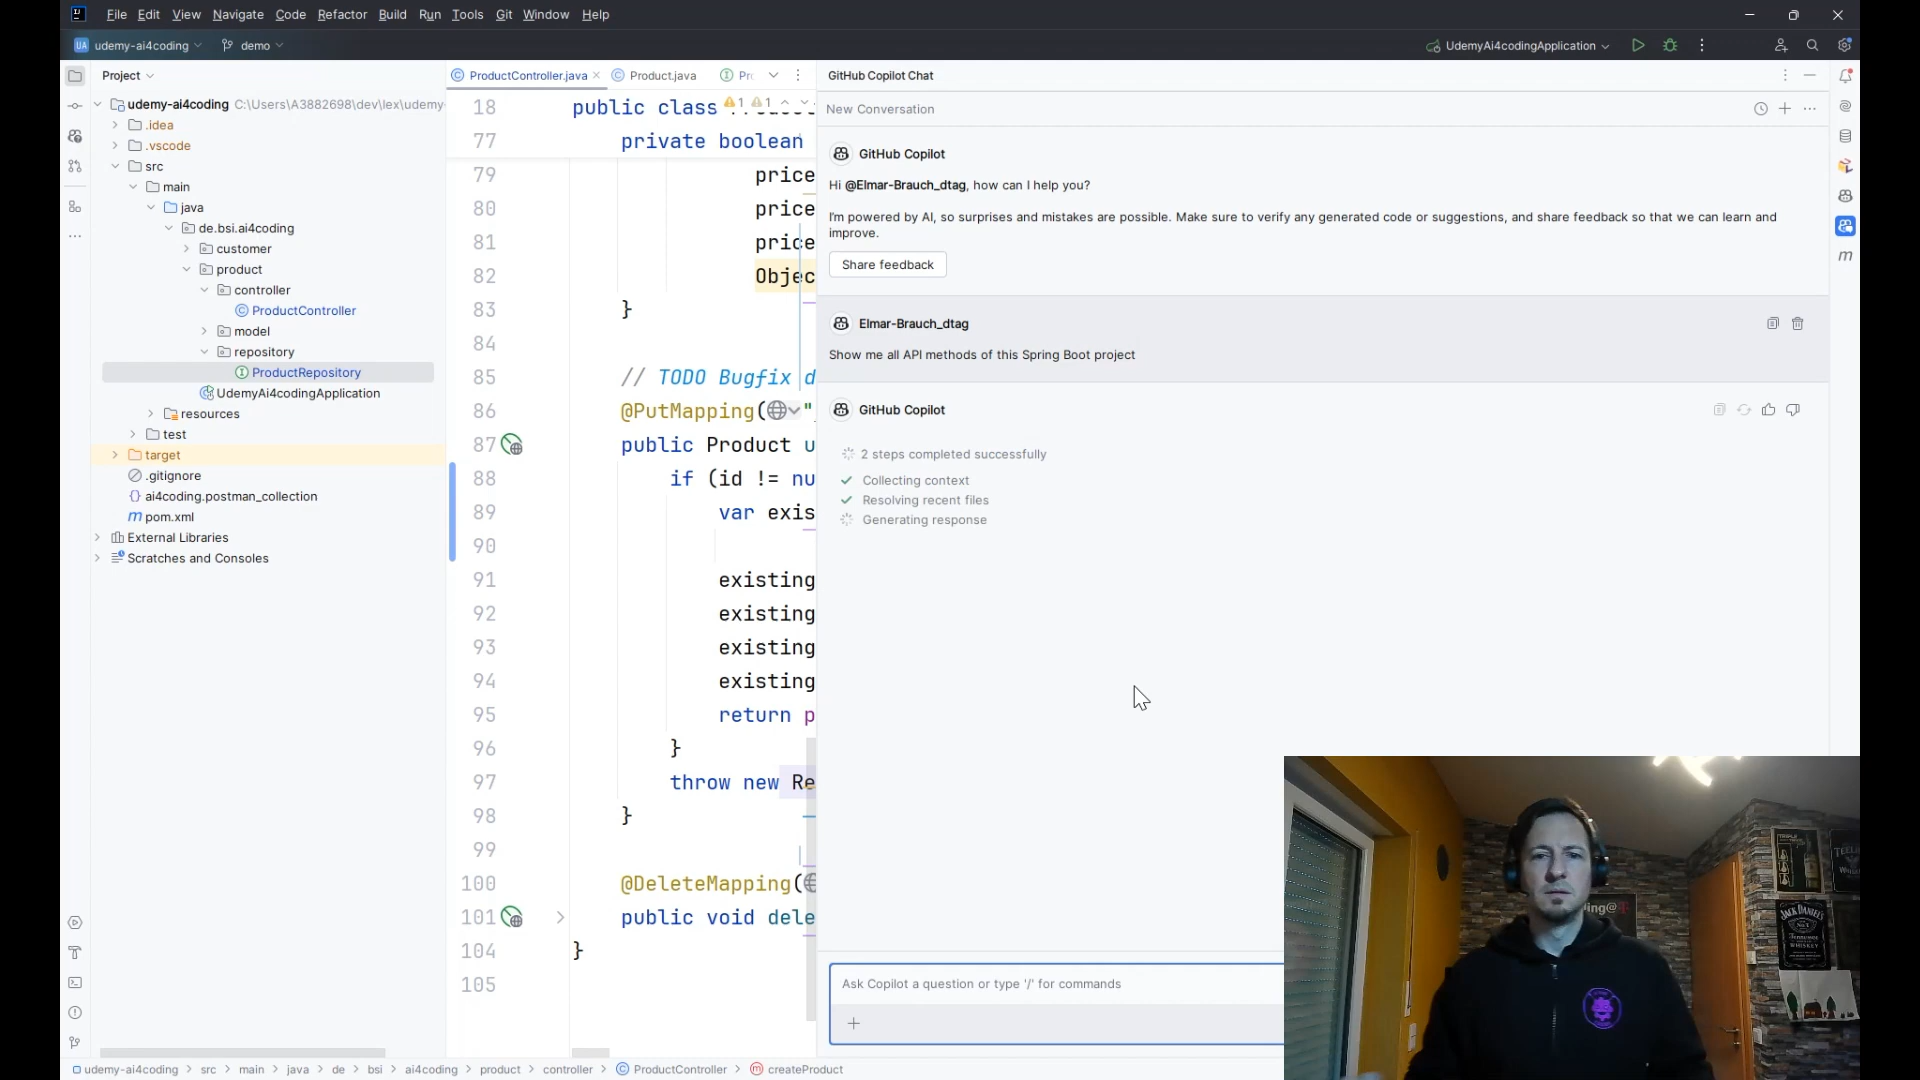 File Edit View Navigate Code Refactor Build Run Tools Git Window Help
UA udemy-ai4coding demo UdemyAi4codingApplication
Project
udemy-ai4coding C:\Users\A3882698\dev\lex\udemy-
.idea
.vscode
src
main
java
de.bsi.ai4coding
customer
product
controller
ProductController
model
repository
ProductRepository
UdemyAi4codingApplication
resources
test
target
.gitignore
ai4coding.postman_collection
pom.xml
External Libraries
Scratches and Consoles
ProductController.java Product.java
18 public class
1 1
77 private boolean
79 price
80 price
81 price
82 Objec
83 }
84
85 // TODO Bugfix d
86 @PutMapping( "
87 public Product u
88 if (id != nu
89 var exis
90
91 existing
92 existing
93 existing
94 existing
95 return p
96 }
97 throw new Re
98 }
99
100 @DeleteMapping(
101 public void dele
104 }
105
GitHub Copilot Chat
New Conversation
GitHub Copilot
Hi @Elmar-Brauch_dtag, how can I help you?
I'm powered by AI, so surprises and mistakes are possible. Make sure to verify any generated code or suggestions, and share feedback so that we can learn and
improve.
Share feedback
Elmar-Brauch_dtag
Show me all API methods of this Spring Boot project
GitHub Copilot
2 steps completed successfully
Collecting context
Resolving recent files
Generating response
Ask Copilot a question or type '/' for commands
JACK DANIEL'S
WHISKEY
udemy-ai4coding > src > main > java > de > bsi > ai4coding > product > controller > ProductController > createProduct